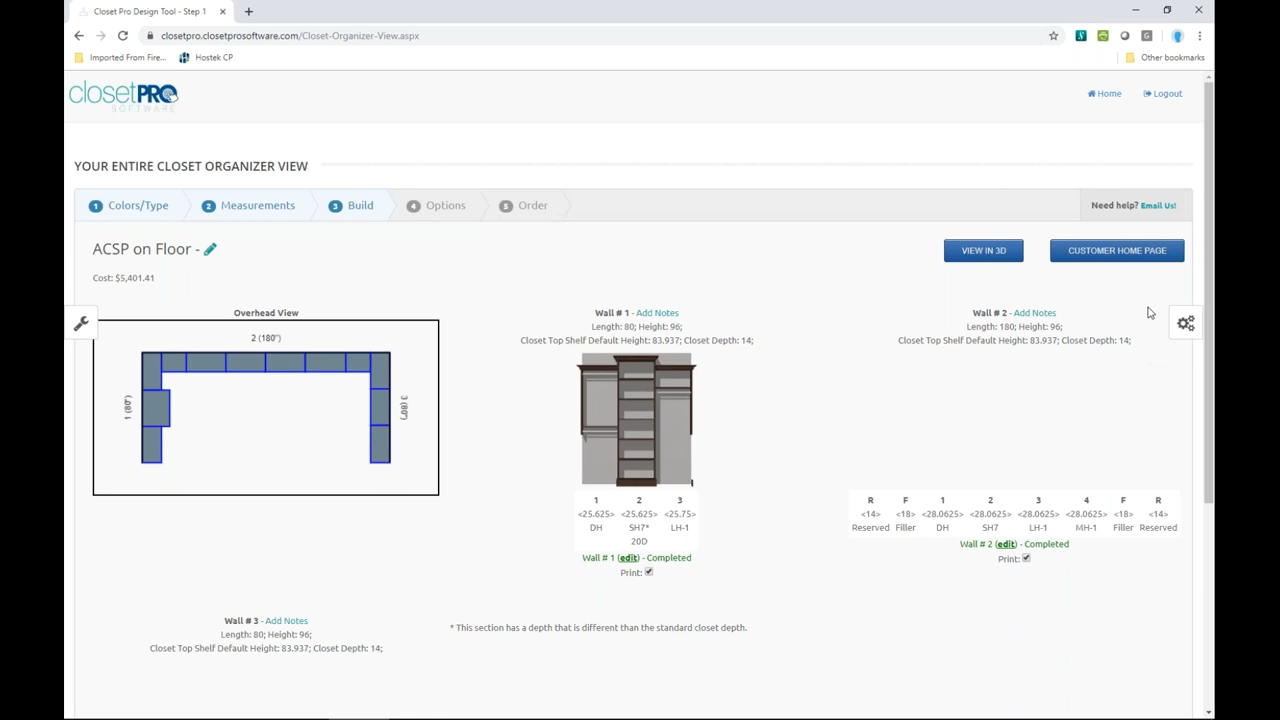 Closet Pro Design Tool - Step 1
closetpro.closetprosoftware.com/Closet-Organizer-View.aspx
Imported From Fire...
Hostek CP
Other bookmarks
closetPRO
SOFTWARE
Home
Logout
YOUR ENTIRE CLOSET ORGANIZER VIEW
1 Colors/Type
2 Measurements
3 Build
4 Options
5 Order
Need help? Email Us!
ACSP on Floor -
VIEW IN 3D
CUSTOMER HOME PAGE
Cost: $5,401.41
Overhead View
2 (180")
1 (80")
3 (80")
Wall # 1 - Add Notes
Length: 80; Height: 96;
Closet Top Shelf Default Height: 83.937; Closet Depth: 14;
1 2 3
<25.625> <25.625> <25.75>
DH SH7* LH-1
20D
Wall # 1 (edit) - Completed
Print:
Wall # 2 - Add Notes
Length: 180; Height: 96;
Closet Top Shelf Default Height: 83.937; Closet Depth: 14;
R F 1 2 3 4 F R
<14> <18> <28.0625> <28.0625> <28.0625> <28.0625> <18> <14>
Reserved Filler DH SH7 LH-1 MH-1 Filler Reserved
Wall # 2 (edit) - Completed
Print:
Wall # 3 - Add Notes
Length: 80; Height: 96;
Closet Top Shelf Default Height: 83.937; Closet Depth: 14;
* This section has a depth that is different than the standard closet depth.